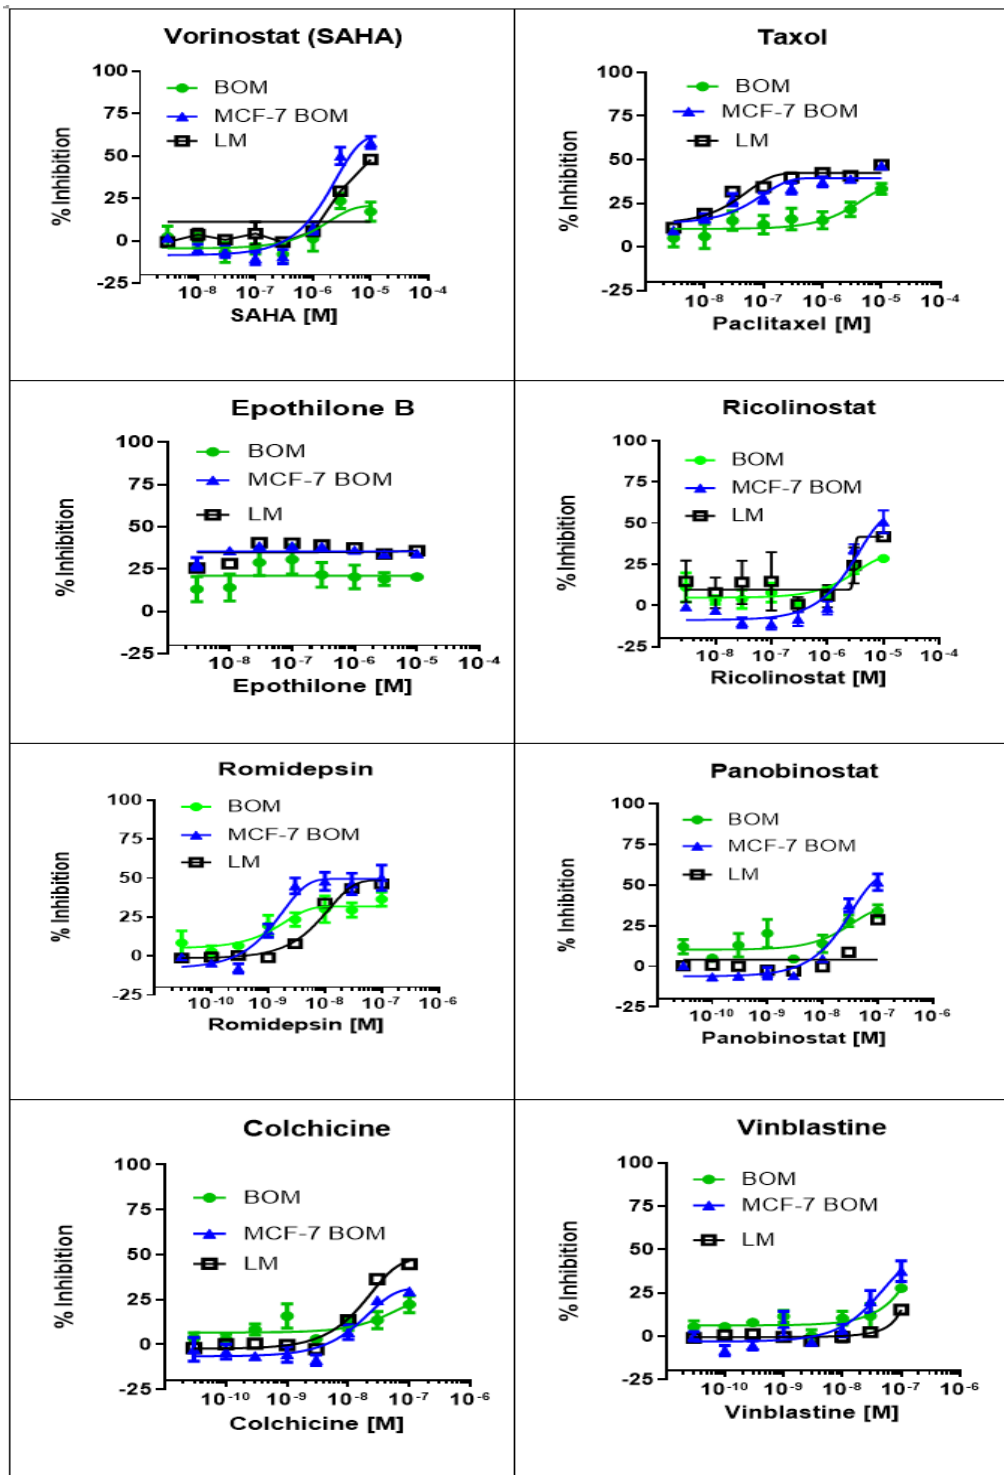 Vorinostat (SAHA)
100
75
50
25
0
-25
% Inhibition
BOM
MCF-7 BOM
LM
10-8 10-7 10-6 10-5 10-4
SAHA [M]
Taxol
100
75
50
25
0
-25
% Inhibition
BOM
MCF-7 BOM
LM
10-8 10-7 10-6 10-5 10-4
Paclitaxel [M]
Epothilone B
100
75
50
25
0
-25
% Inhibition
BOM
MCF-7 BOM
LM
10-8 10-7 10-6 10-5 10-4
Epothilone [M]
Ricolinostat
100
75
50
25
0
-25
% Inhibition
BOM
MCF-7 BOM
LM
10-8 10-7 10-6 10-5 10-4
Ricolinostat [M]
Romidepsin
100
75
50
25
0
-25
% Inhibition
BOM
MCF-7 BOM
LM
10-10 10-9 10-8 10-7 10-6
Romidepsin [M]
Panobinostat
100
75
50
25
0
-25
% Inhibition
BOM
MCF-7 BOM
LM
10-10 10-9 10-8 10-7 10-6
Panobinostat [M]
Colchicine
100
75
50
25
0
-25
% Inhibition
BOM
MCF-7 BOM
LM
10-10 10-9 10-8 10-7 10-6
Colchicine [M]
Vinblastine
100
75
50
25
0
-25
% Inhibition
BOM
MCF-7 BOM
LM
10-10 10-9 10-8 10-7 10-6
Vinblastine [M]